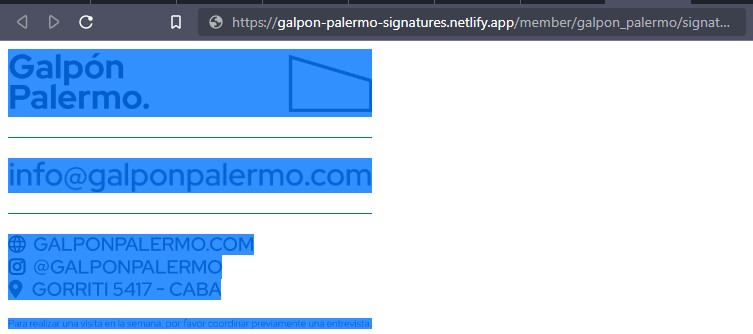 https://galpon-palermo-signatures.netlify.app/member/galpon_palermo/signat...
Galpón
Palermo.
info@galponpalermo.com
GALPONPALERMO.COM
@GALPONPALERMO
GORRITI 5417 - CABA
Para realizar una visita en la semana, por favor coordinar previamente una entrevista.